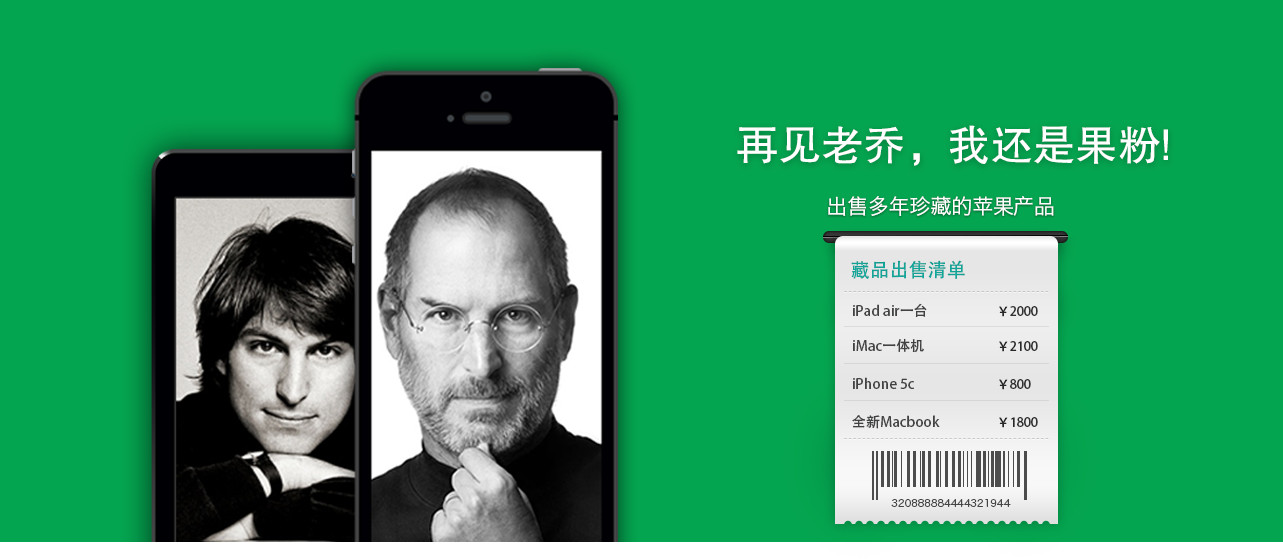 再见老乔，我还是果粉!
出售多年珍藏的苹果产品
藏品出售清单
iPad air一台 ￥2000
iMac一体机 ￥2100
iPhone 5c ￥800
全新Macbook ￥1800
320888884444321944